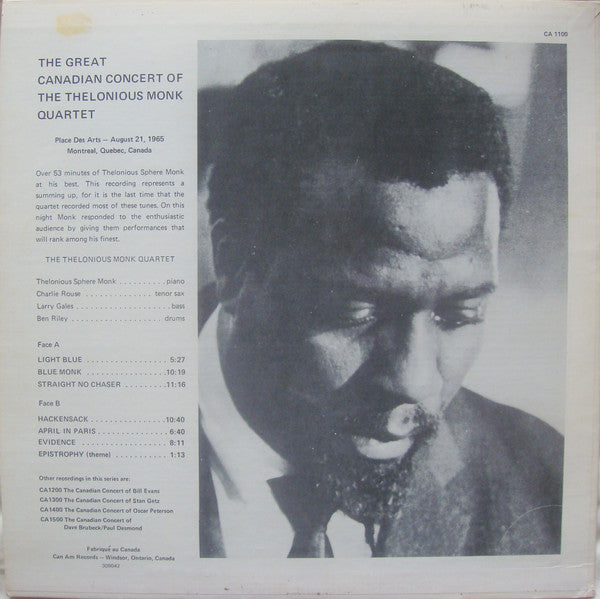 CA 1100
THE GREAT
CANADIAN CONCERT OF
THE THELONIOUS MONK
QUARTET
Place Des Arts – August 21, 1965
Montreal, Quebec, Canada
Over 53 minutes of Thelonious Sphere Monk
at his best. This recording represents a
summing up, for it is the last time that the
quartet recorded most of these tunes. On this
night Monk responded to the enthusiastic
audience by giving them performances that
will rank among his finest.
THE THELONIOUS MONK QUARTET
Thelonious Sphere Monk . . . . . . . . . . piano
Charlie Rouse . . . . . . . . . . . . . . tenor sax
Larry Gales . . . . . . . . . . . . . . . . . . . bass
Ben Riley . . . . . . . . . . . . . . . . . . . drums
Face A
LIGHT BLUE . . . . . . . . . . . . . . . . 5:27
BLUE MONK . . . . . . . . . . . . . . . . 10:19
STRAIGHT NO CHASER . . . . . . . . . 11:16
Face B
HACKENSACK . . . . . . . . . . . . . . . 10:40
APRIL IN PARIS . . . . . . . . . . . . . . 6:40
EVIDENCE . . . . . . . . . . . . . . . . . 8:11
EPISTROPHY (theme) . . . . . . . . . . . 1:13
Other recordings in this series are:
CA1200 The Canadian Concert of Bill Evans
CA1300 The Canadian Concert of Stan Getz
CA1400 The Canadian Concert of Oscar Peterson
CA1500 The Canadian Concert of
Dave Brubeck/Paul Desmond
Fabriqué au Canada
Can Am Records – Windsor, Ontario, Canada